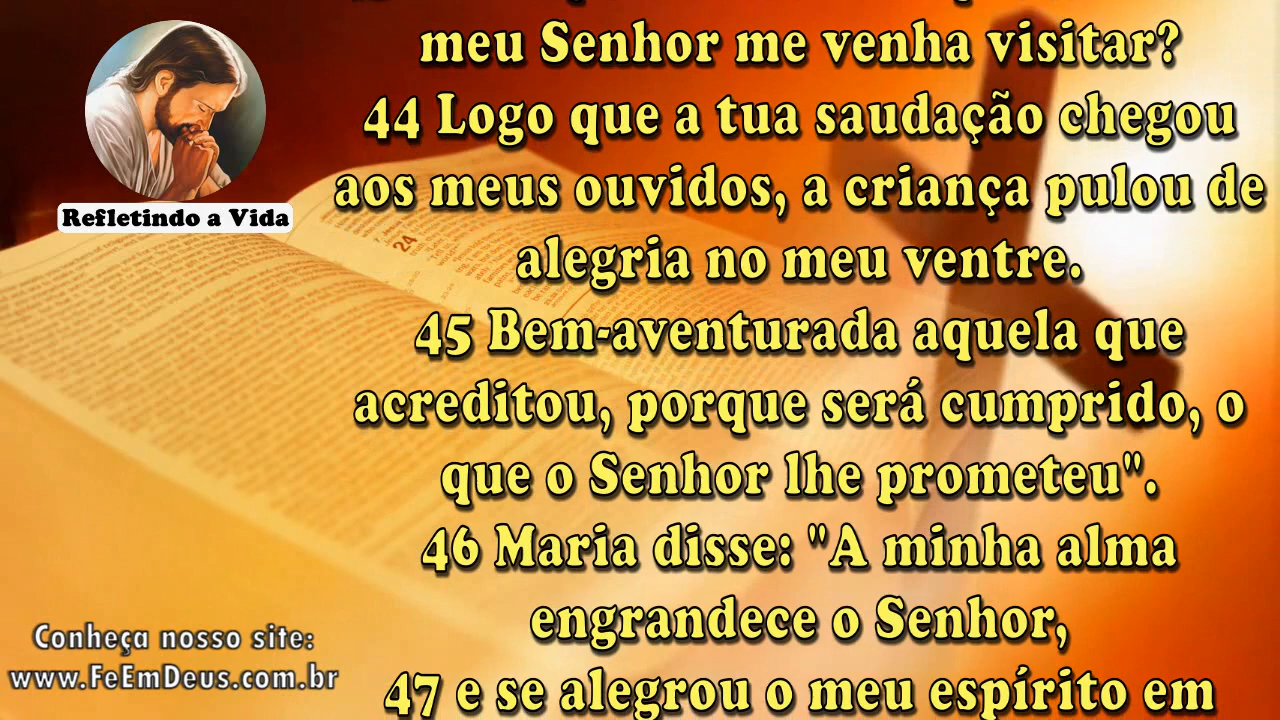 meu Senhor me venha visitar?
44 Logo que a tua saudação chegou
aos meus ouvidos, a criança pulou de
alegria no meu ventre.
45 Bem-aventurada aquela que
acreditou, porque será cumprido, o
que o Senhor lhe prometeu".
46 Maria disse: "A minha alma
engrandece o Senhor,
47 e se alegrou o meu espírito em
Refletindo a Vida
24
Conheça nosso site:
www.FeEmDeus.com.br